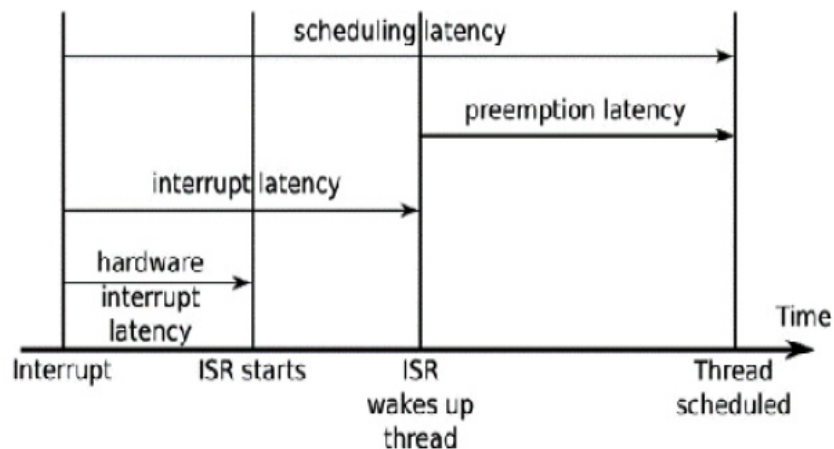 scheduling latency
preemption latency
interrupt latency
hardware
interrupt
latency
Time
Interrupt
ISR starts
ISR
wakes up
thread
Thread
scheduled